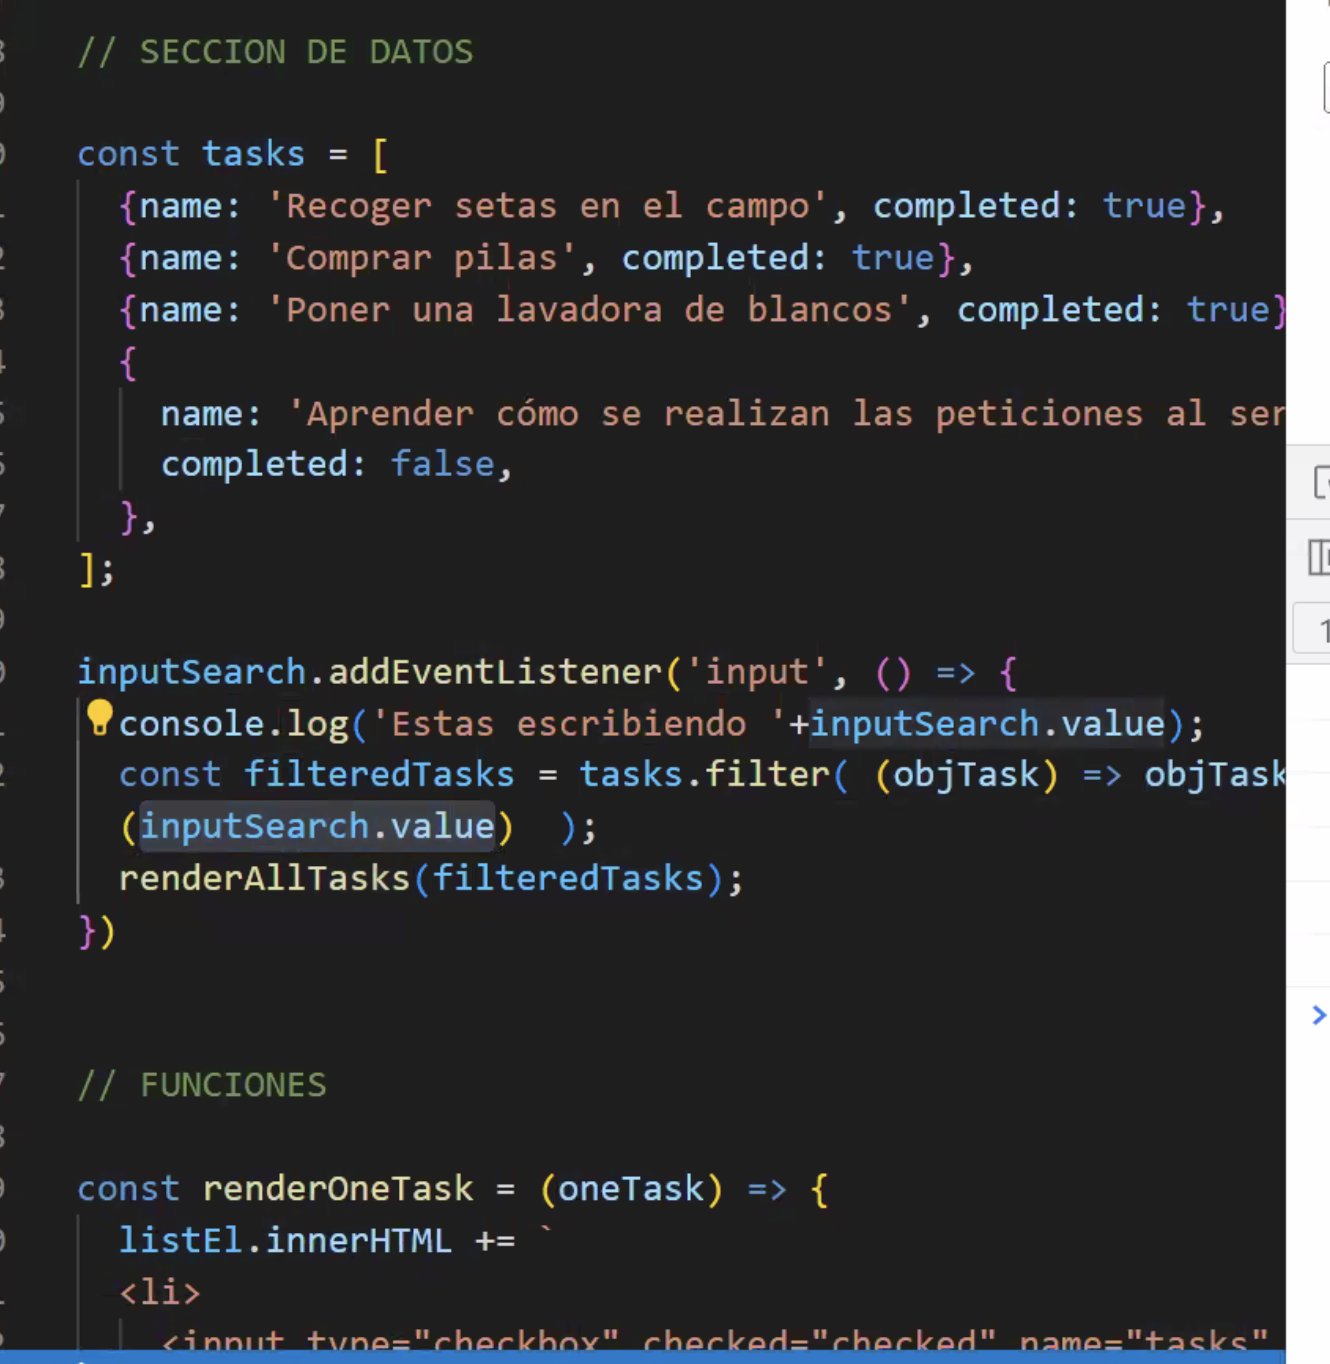 // SECCION DE DATOS
const tasks = [
{name: 'Recoger setas en el campo', completed: true},
{name: 'Comprar pilas', completed: true},
{name: 'Poner una lavadora de blancos', completed: true}
{
name: 'Aprender cómo se realizan las peticiones al ser
completed: false,
},
];
inputSearch.addEventListener('input', () => {
console.log('Estas escribiendo '+inputSearch.value);
const filteredTasks = tasks.filter( (objTask) => objTask
(inputSearch.value)  );
renderAllTasks(filteredTasks);
})
// FUNCIONES
const renderOneTask = (oneTask) => {
listEl.innerHTML += `
<li>
<input type="checkbox" checked="checked" name="tasks"